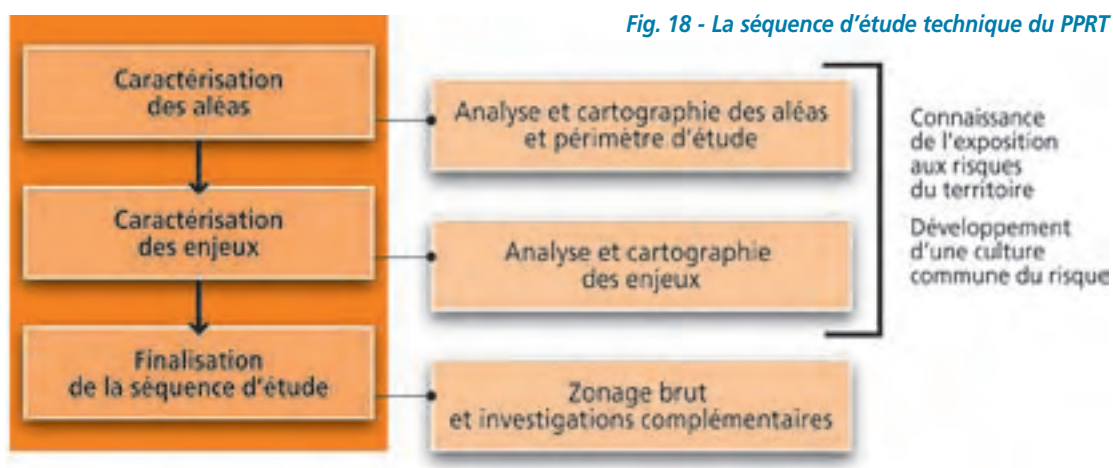 Fig. 18 - La séquence d'étude technique du PPRT
Caractérisation
des aléas
Analyse et cartographie des aléas
et périmètre d'étude
Connaissance
de l'exposition
aux risques
du territoire
Développement
d'une culture
commune du risque
Caractérisation
des enjeux
Analyse et cartographie
des enjeux
Finalisation
de la séquence d'étude
Zonage brut
et investigations complémentaires